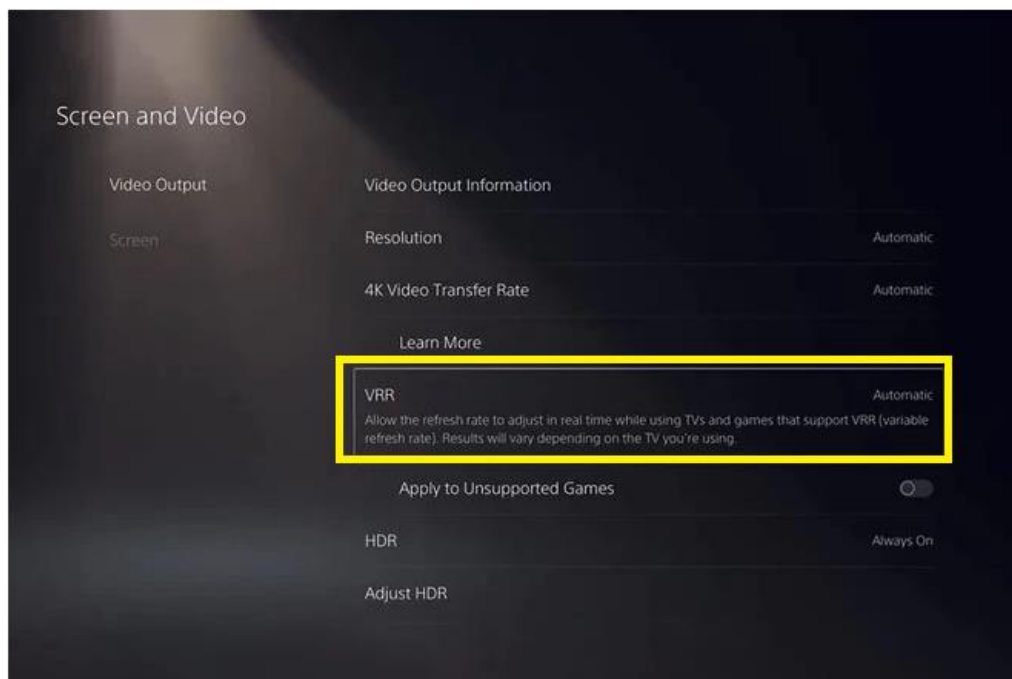 Screen and Video
Video Output
Screen
Video Output Information
Resolution Automatic
4K Video Transfer Rate Automatic
Learn More
VRR Automatic
Allow the refresh rate to adjust in real time while using TVs and games that support VRR (variable
refresh rate). Results will vary depending on the TV you're using.
Apply to Unsupported Games
HDR Always On
Adjust HDR